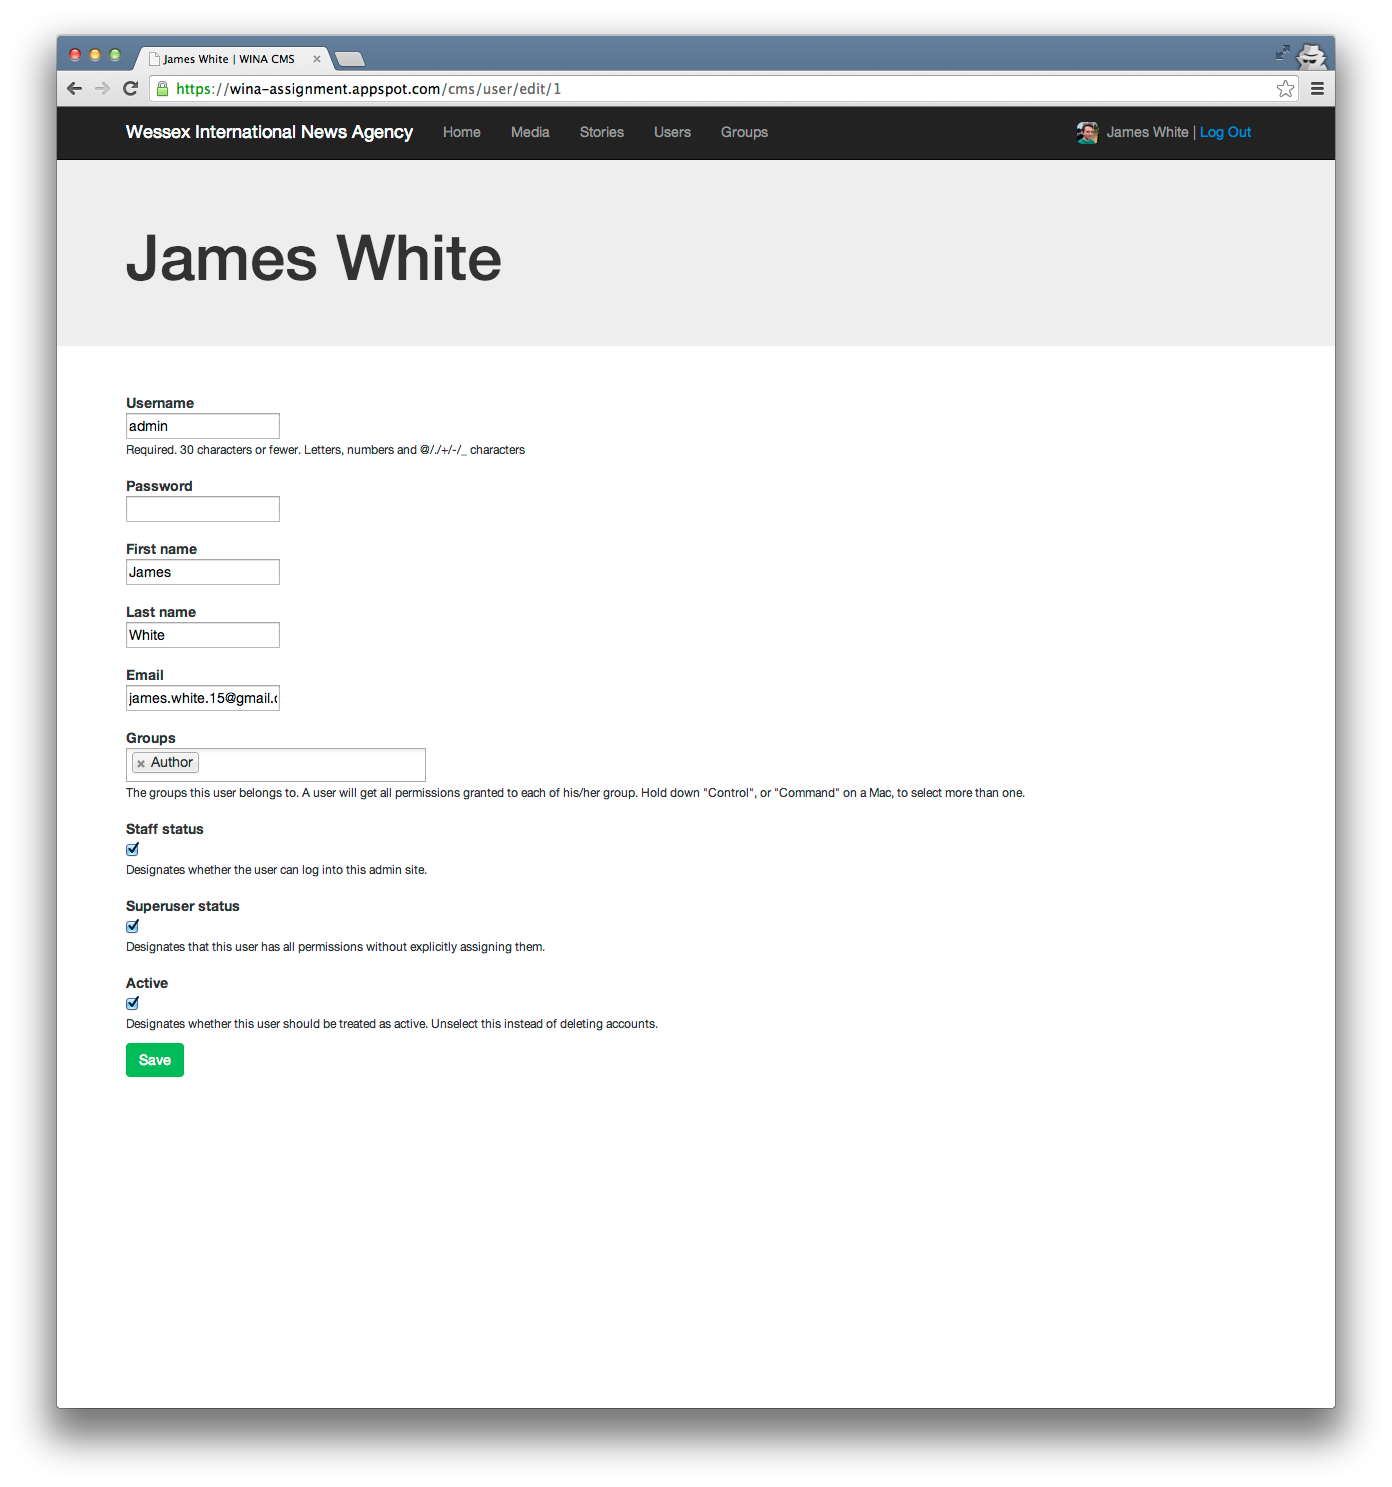 James White | WINA CMS
https://wina-assignment.appspot.com/cms/user/edit/1
Wessex International News Agency Home Media Stories Users Groups James White | Log Out
James White
Username
admin
Required. 30 characters or fewer. Letters, numbers and @/./+/-/_ characters
Password
First name
James
Last name
White
Email
james.white.15@gmail.c
Groups
Author
The groups this user belongs to. A user will get all permissions granted to each of his/her group. Hold down "Control", or "Command" on a Mac, to select more than one.
Staff status
Designates whether the user can log into this admin site.
Superuser status
Designates that this user has all permissions without explicitly assigning them.
Active
Designates whether this user should be treated as active. Unselect this instead of deleting accounts.
Save